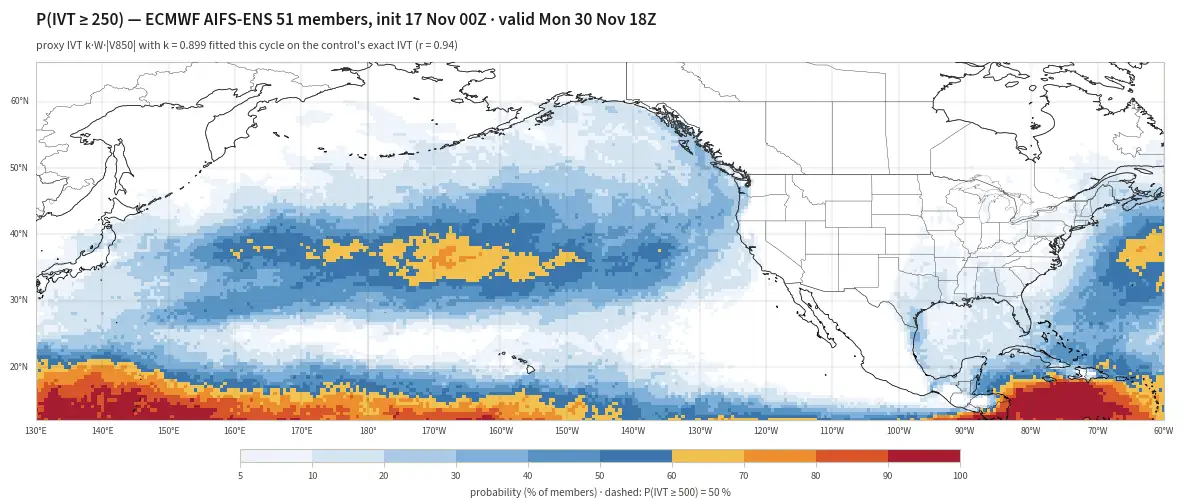 P(IVT ≥ 250) — ECMWF AIFS-ENS 51 members, init 17 Nov 00Z · valid Mon 30 Nov 18Z
proxy IVT k·W·|V850| with k = 0.899 fitted this cycle on the control's exact IVT (r = 0.94)
60°N
50°N
40°N
30°N
20°N
130°E 140°E 150°E 160°E 170°E 180° 170°W 160°W 150°W 140°W 130°W 120°W 110°W 100°W 90°W 80°W 70°W 60°W
5 10 20 30 40 50 60 70 80 90 100
probability (% of members) · dashed: P(IVT ≥ 500) = 50 %